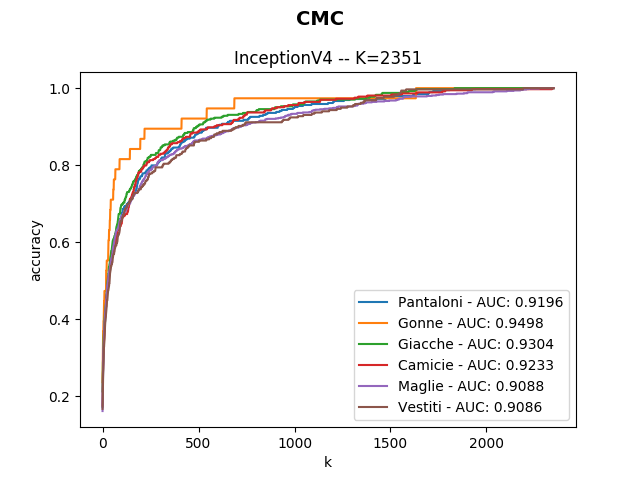 CMC
InceptionV4 -- K=2351
accuracy
1.0
0.8
0.6
0.4
0.2
Pantaloni - AUC: 0.9196
Gonne - AUC: 0.9498
Giacche - AUC: 0.9304
Camicie - AUC: 0.9233
Maglie - AUC: 0.9088
Vestiti - AUC: 0.9086
0 500 1000 1500 2000
k